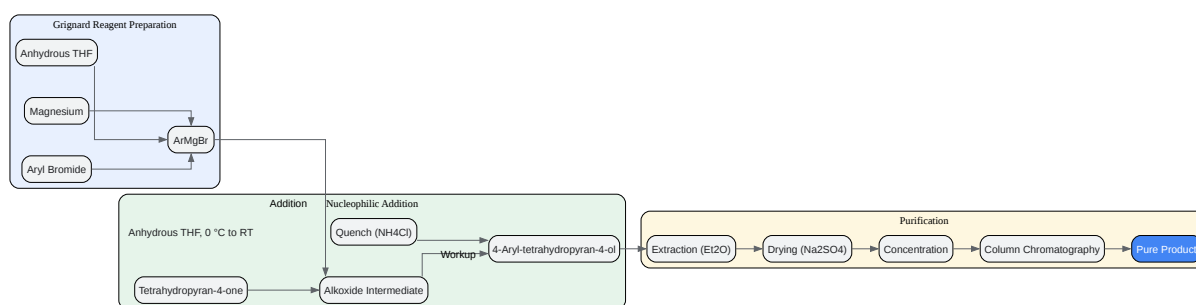 Grignard Reagent Preparation
Anhydrous THF
Magnesium
ArMgBr
Aryl Bromide
Addition
Nucleophilic Addition
Anhydrous THF, 0 °C to RT
Quench (NH4Cl)
Workup
4-Aryl-tetrahydropyran-4-ol
Tetrahydropyran-4-one
Alkoxide Intermediate
Purification
Extraction (Et2O)
Drying (Na2SO4)
Concentration
Column Chromatography
Pure Product